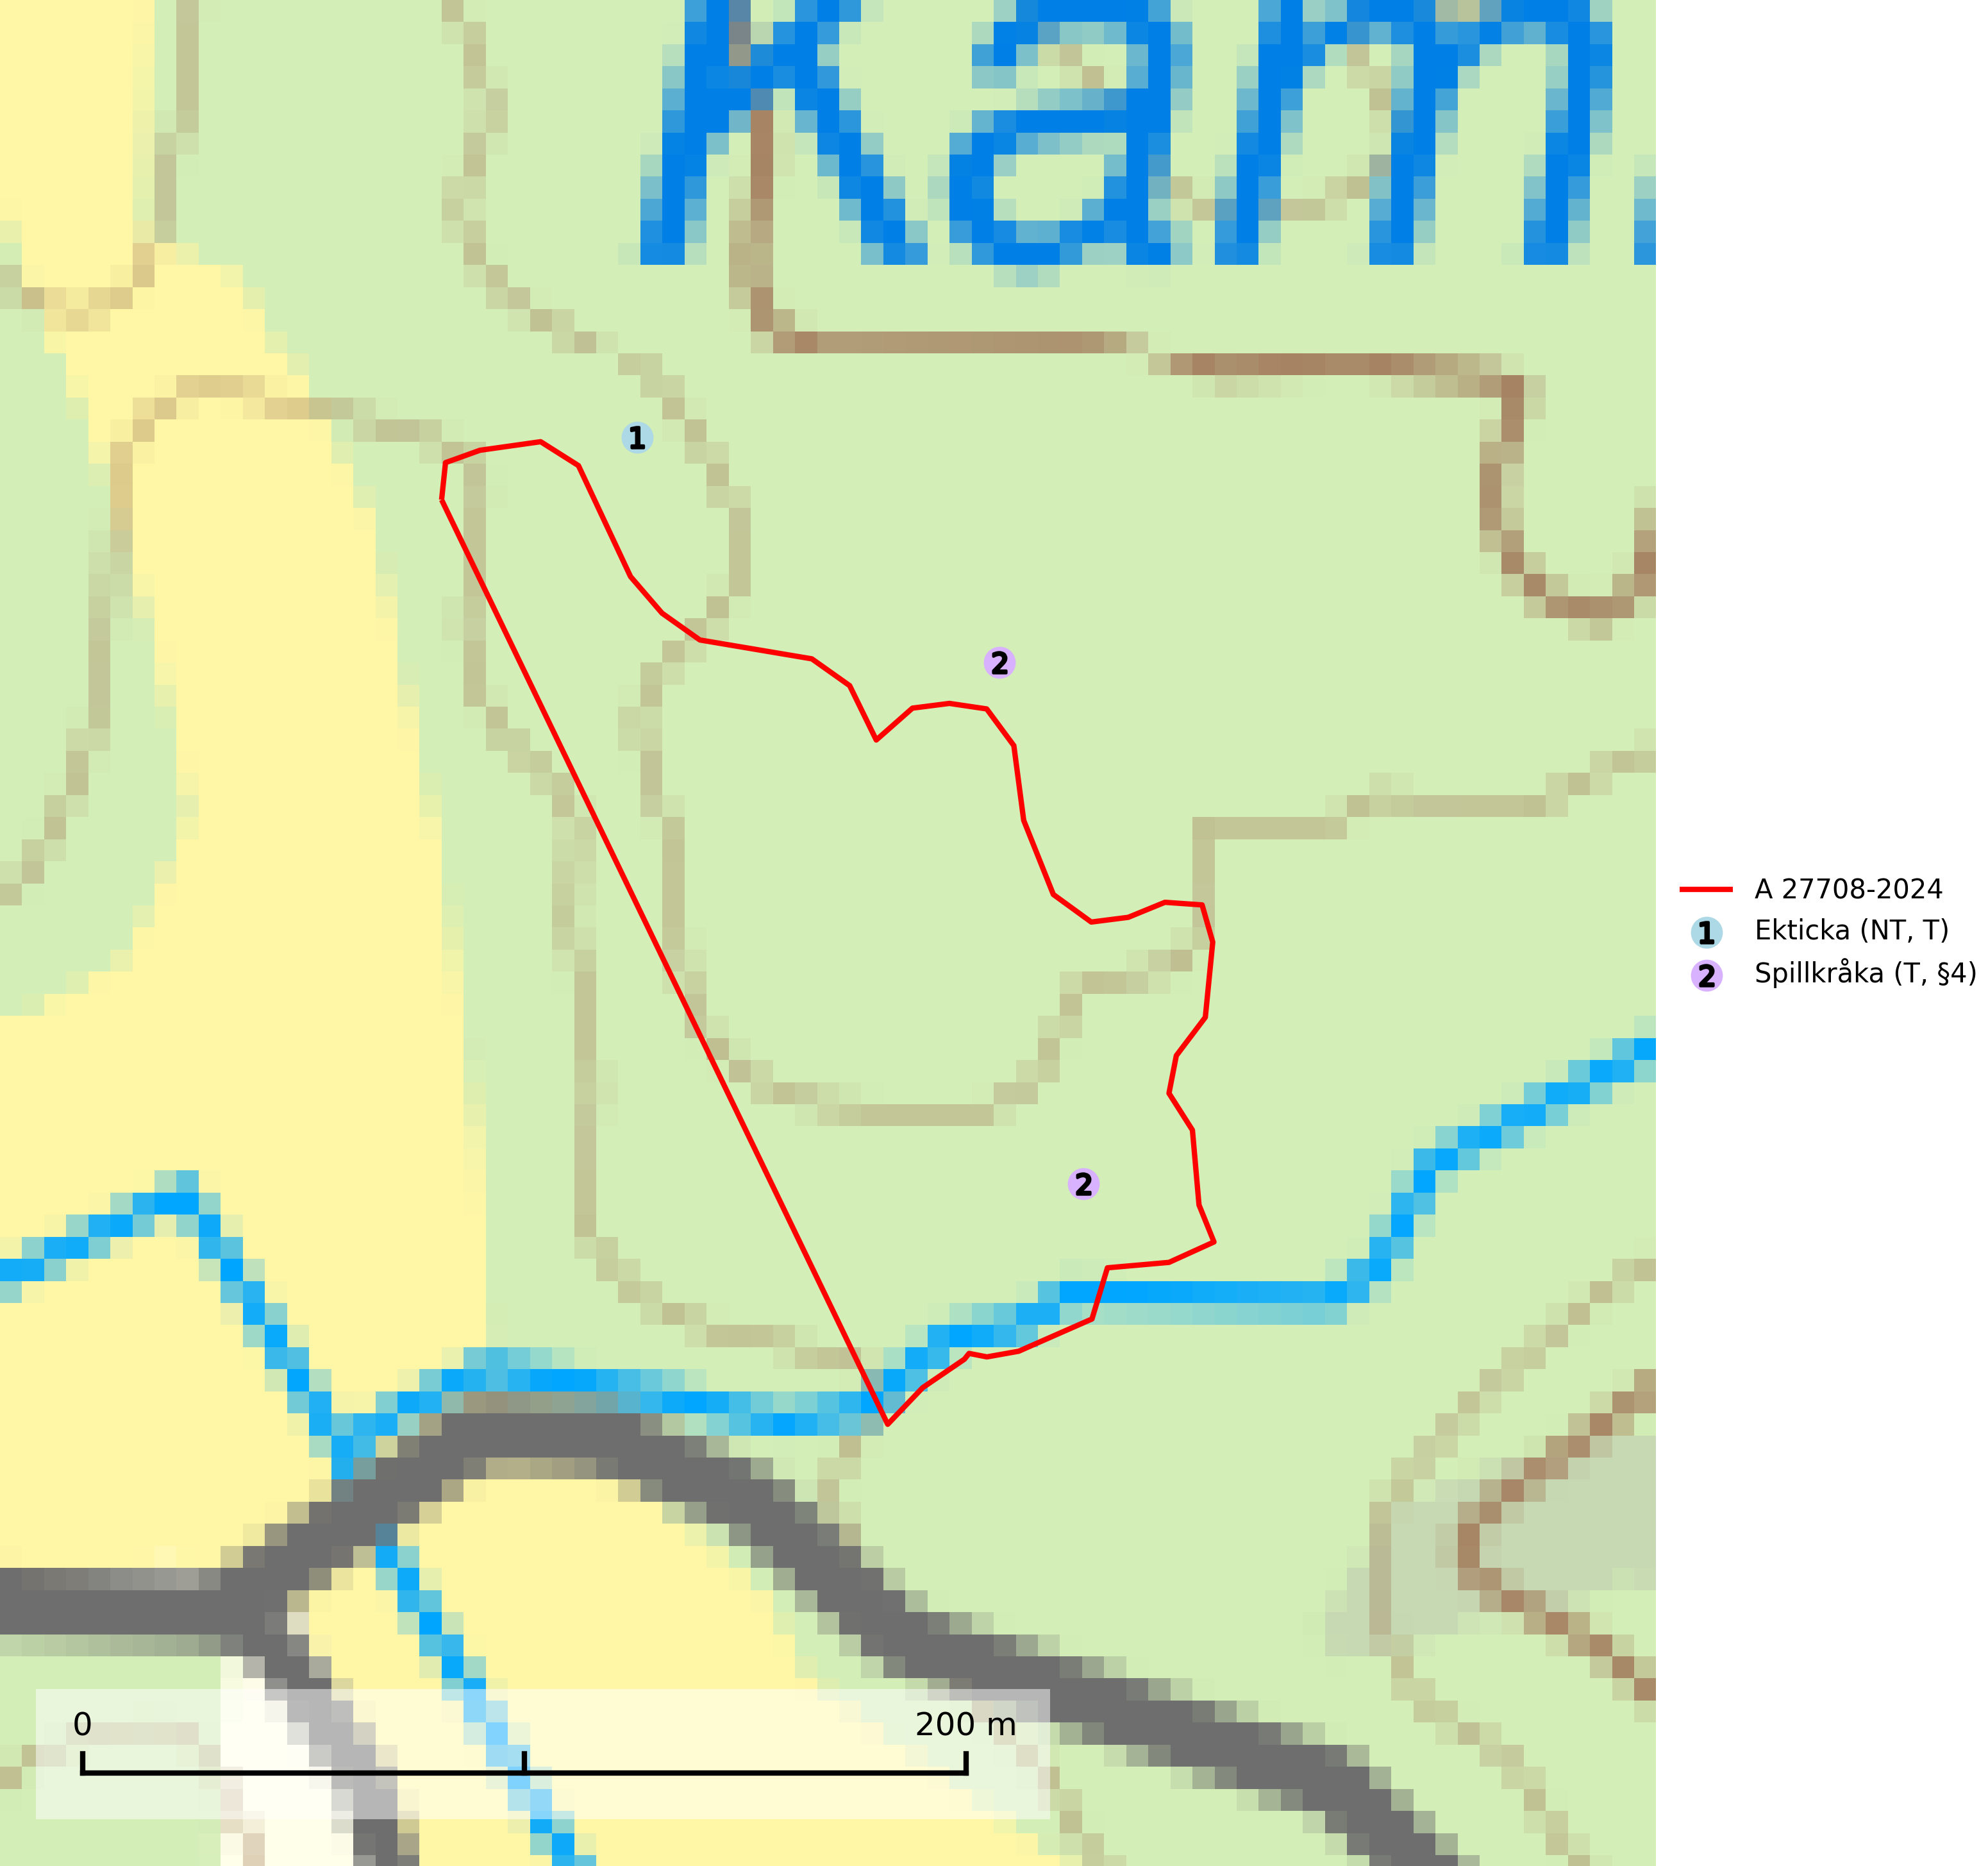 Kam
1
2
2
A 27708-2024
1 Ekticka (NT, T)
2 Spillkråka (T, §4)
0 200 m